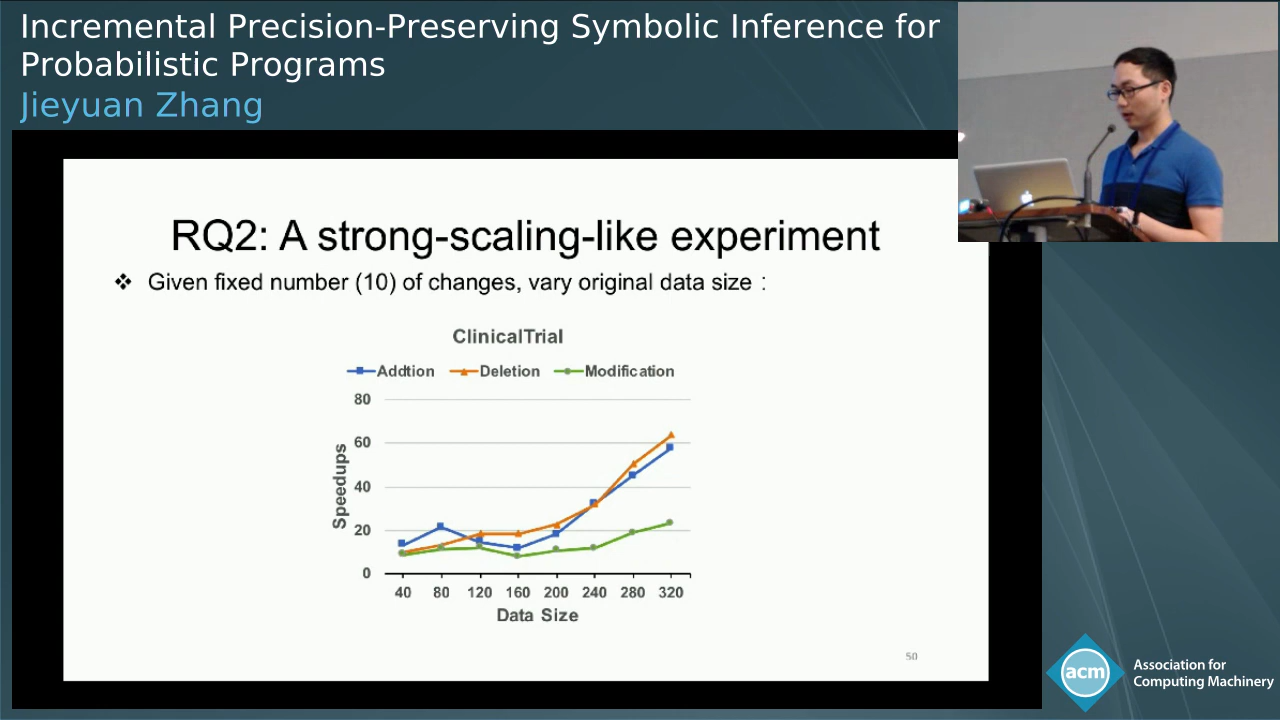 Incremental Precision-Preserving Symbolic Inference for
Probabilistic Programs
Jieyuan Zhang
RQ2: A strong-scaling-like experiment
❖ Given fixed number (10) of changes, vary original data size :
ClinicalTrial
Addtion Deletion Modification
80
60
40
20
0
Speedups
40 80 120 160 200 240 280 320
Data Size
50
acm
Association for
Computing Machinery